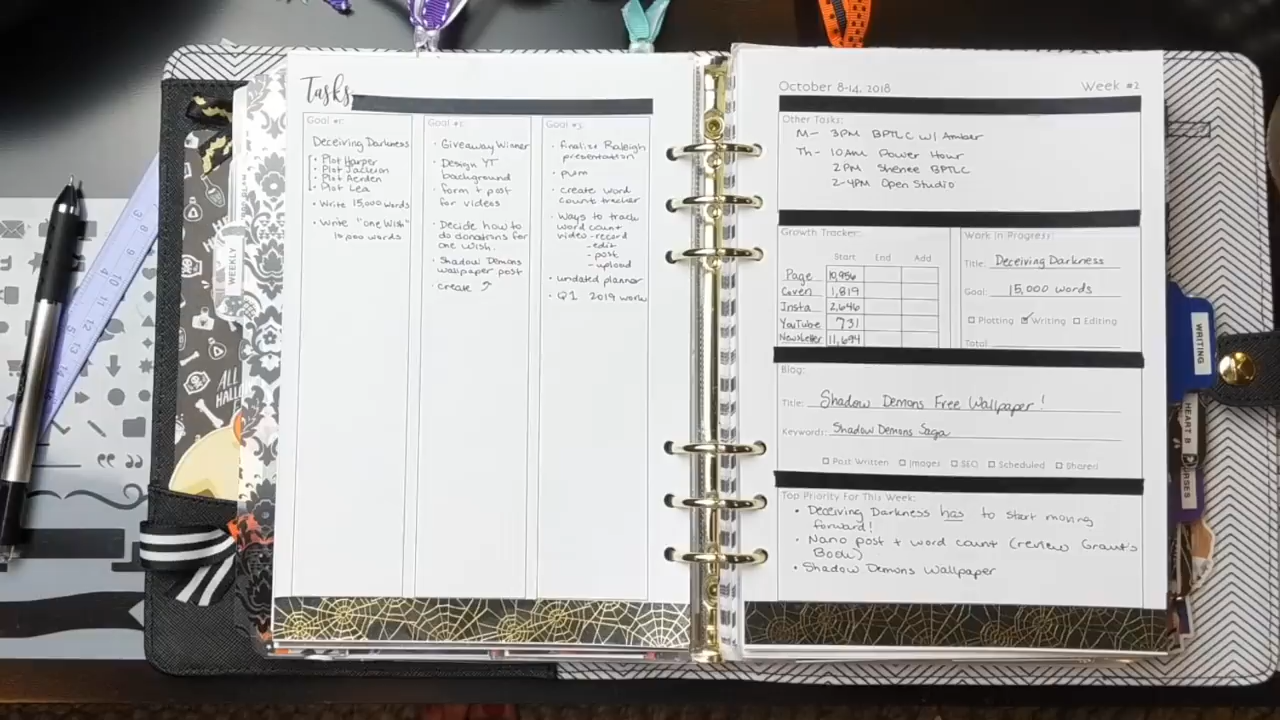 Tasks
Goal #1:
Deceiving Darkness
• Plot Harper
• Plot Jackson
• Plot Aerden
• Plot Lea
• Write 15,000 words
• Write "one Wish"
words
Goal #2:
• Giveaway Winner
• Design YT
background
• form + post
for videos
• Decide how to
do donations for
one wish.
• Shadow Demons
wallpaper post
• create
Goal #3:
• finalize Raleigh
presentation
• create word
count tracker
• Ways to track
word count
video - record
- edit
- post
- upload
• undated planner
• Q1 2019 work
October 8-14, 2018
Week #2
Other Tasks:
M- 3PM BPTLC w/ Amber
Th- 10AM Power Hour
2PM Shenee BPTLC
2-4PM Open Studio
Growth Tracker:
Start End Add
Page 10,956
Coven 1,819
Insta 2,646
YouTube 731
Newsletter 11,694
Work in Progress:
Title: Deceiving Darkness
Goal: 15,000 words
Plotting Writing Editing
Total
Blog:
Title: Shadow Demons Free Wallpaper!
Keywords: Shadow Demons Saga
Post Written Images SEO Scheduled Shared
Top Priority For This Week:
• Deceiving Darkness has to start moving
forward!
• Nano post + word count (review Grant's
Book)
• Shadow Demons Wallpaper
WEEKLY
ALL
HALL
WRITING
HEART B